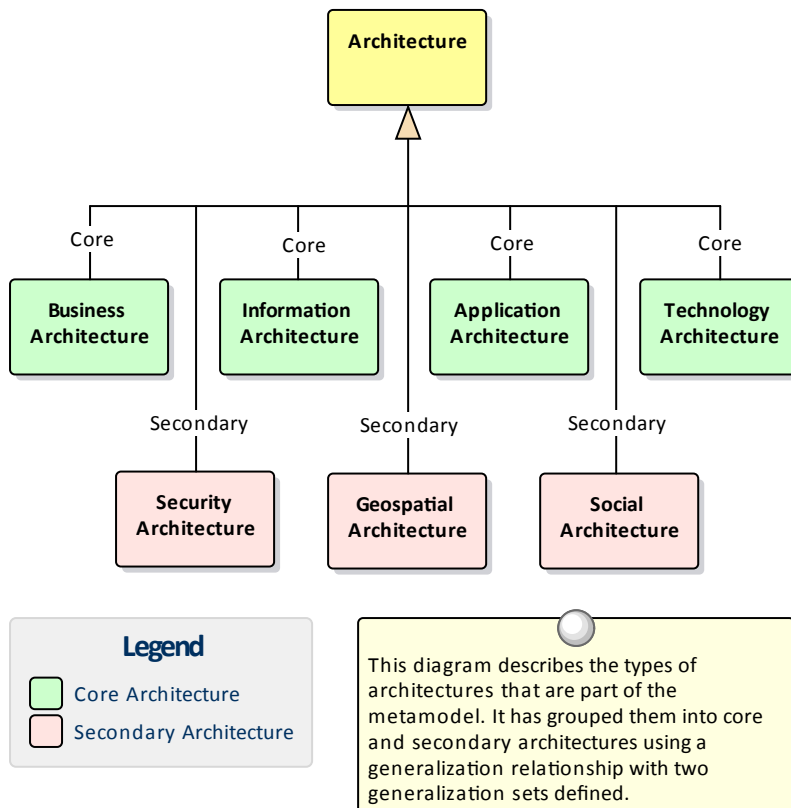 Architecture
Core
Core
Core
Core
Business
Architecture
Information
Architecture
Application
Architecture
Technology
Architecture
Secondary
Secondary
Secondary
Security
Architecture
Geospatial
Architecture
Social
Architecture
Legend
Core Architecture
Secondary Architecture
This diagram describes the types of
architectures that are part of the
metamodel. It has grouped them into core
and secondary architectures using a
generalization relationship with two
generalization sets defined.